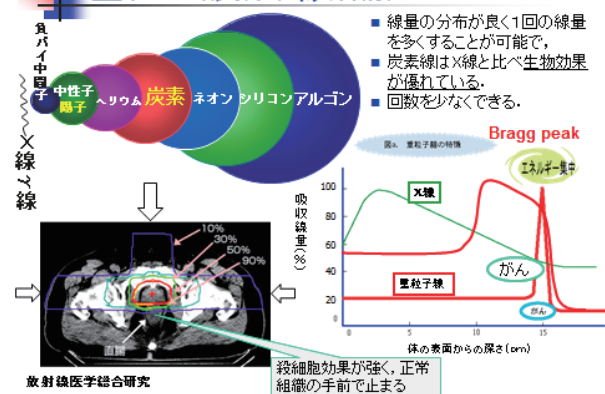 ■ 線量の分布が良く1回の線量
を多くすることが可能で,
■ 炭素線はX線と比べ生物効果
が優れている.
■ 回数を少なくできる.
負パイ中間子
中性子
陽子
ヘリウム
炭素
ネオン
シリコン
アルゴン
X線γ線
Bragg peak
図a. 重粒子線の特徴
エネルギー集中
吸収線量(%)
100
80
60
40
20
0
X線
がん
重粒子線
がん
0
5
10
15
体の表面からの深さ(cm)
10%
30%
50%
90%
直腸
殺細胞効果が強く, 正常
組織の手前で止まる
放射線医学総合研究